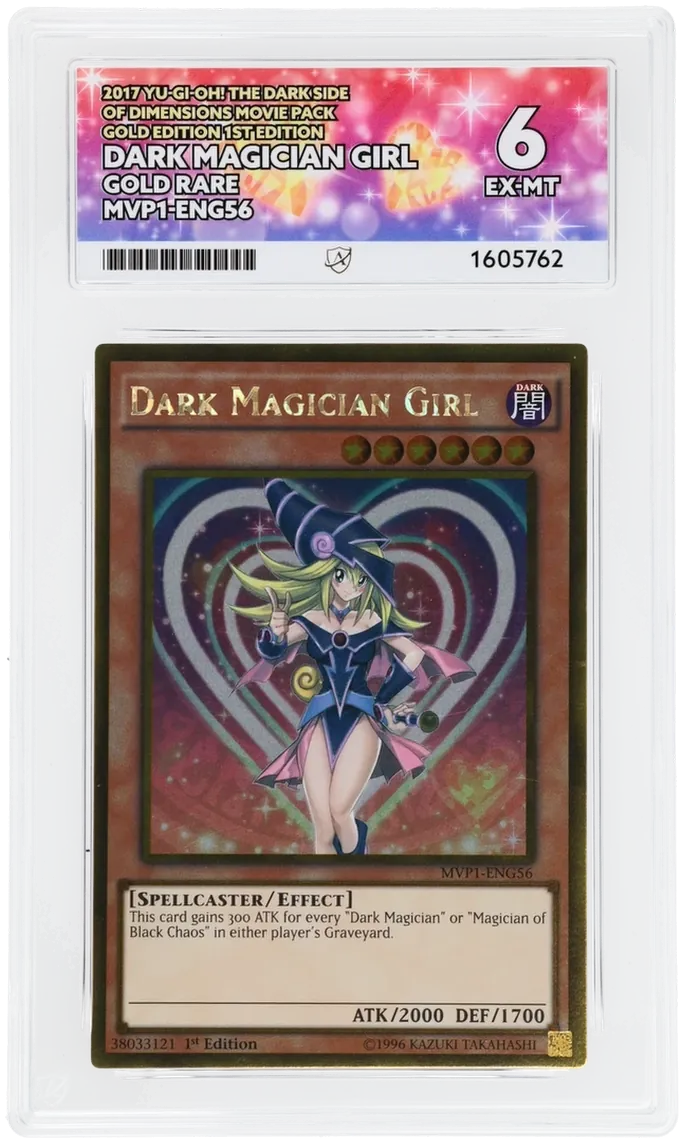 2017 YU-GI-OH! THE DARK SIDE
OF DIMENSIONS MOVIE PACK
GOLD EDITION 1ST EDITION
DARK MAGICIAN GIRL
GOLD RARE
MVP1-ENG56
6
EX-MT
1605762
DARK MAGICIAN GIRL
DARK
闇
MVP1-ENG56
[SPELLCASTER/EFFECT]
This card gains 300 ATK for every "Dark Magician" or "Magician of
Black Chaos" in either player's Graveyard.
ATK/2000 DEF/1700
38033121 1st Edition
©1996 KAZUKI TAKAHASHI